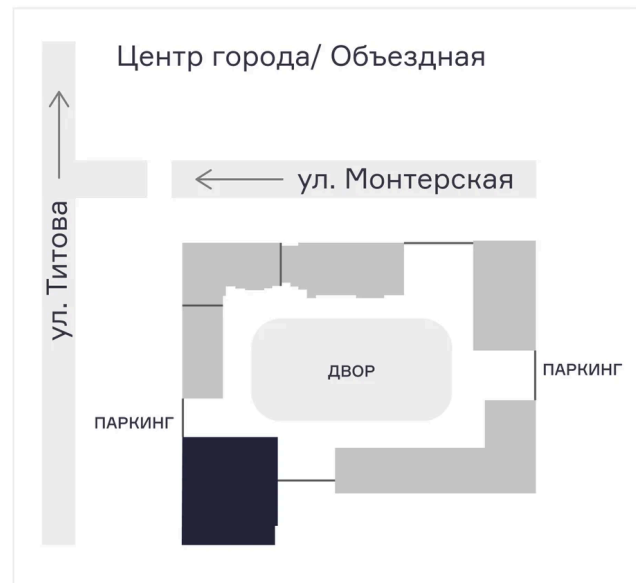 Центр города/ Объездная
ул. Монтерская
ул. Титова
ДВОР
ПАРКИНГ
ПАРКИНГ